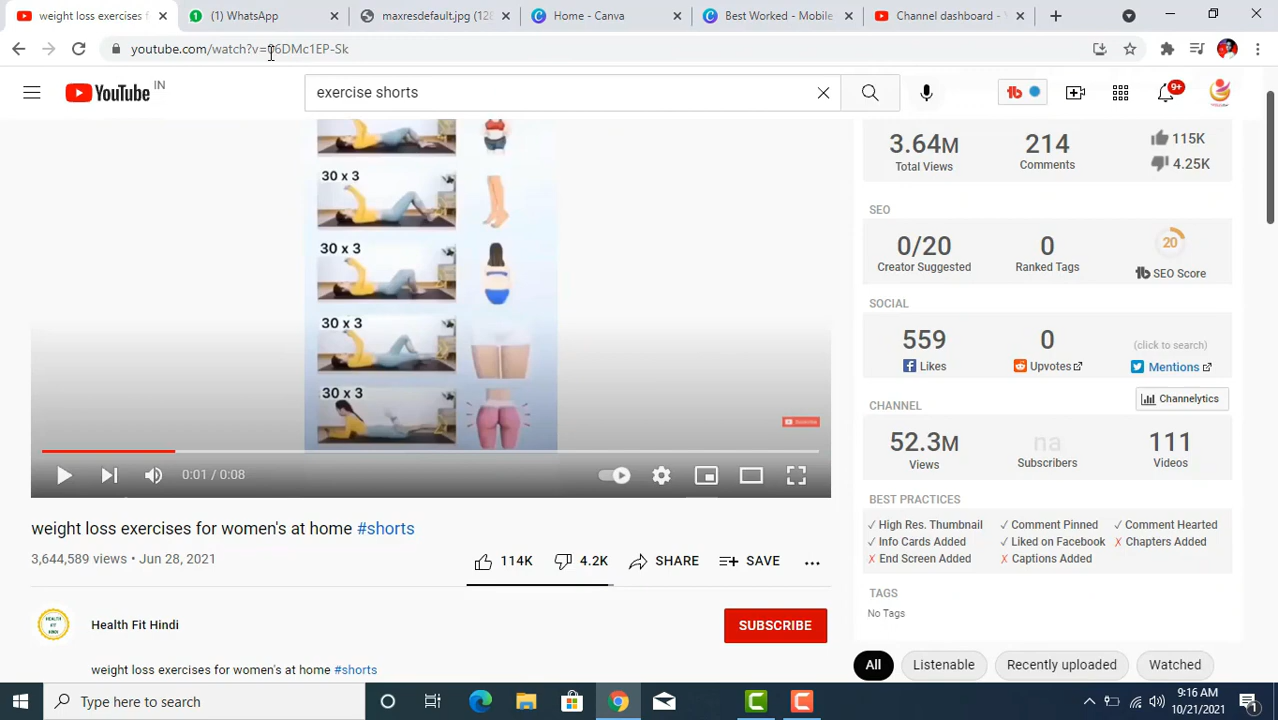 weight loss exercises f
(1) WhatsApp
maxresdefault.jpg (128
Home - Canva
Best Worked - Mobile
Channel dashboard - Y
youtube.com/watch?v=
6DMc1EP-Sk
YouTube IN
exercise shorts
9+
30 x 3
30 x 3
30 x 3
30 x 3
0:01 / 0:08
weight loss exercises for women's at home #shorts
3,644,589 views • Jun 28, 2021
114K
4.2K
SHARE
SAVE
Health Fit Hindi
SUBSCRIBE
weight loss exercises for women's at home #shorts
3.64M
Total Views
214
Comments
115K
4.25K
SEO
0/20
Creator Suggested
0
Ranked Tags
20
tb SEO Score
SOCIAL
559
Likes
0
Upvotes
(click to search)
Mentions
CHANNEL
Channelytics
52.3M
Views
na
Subscribers
111
Videos
BEST PRACTICES
✓ High Res. Thumbnail
✓ Comment Pinned
✓ Comment Hearted
✓ Info Cards Added
✓ Liked on Facebook
✗ Chapters Added
✗ End Screen Added
✗ Captions Added
TAGS
No Tags
All
Listenable
Recently uploaded
Watched
Type here to search
9:16 AM
10/21/2021